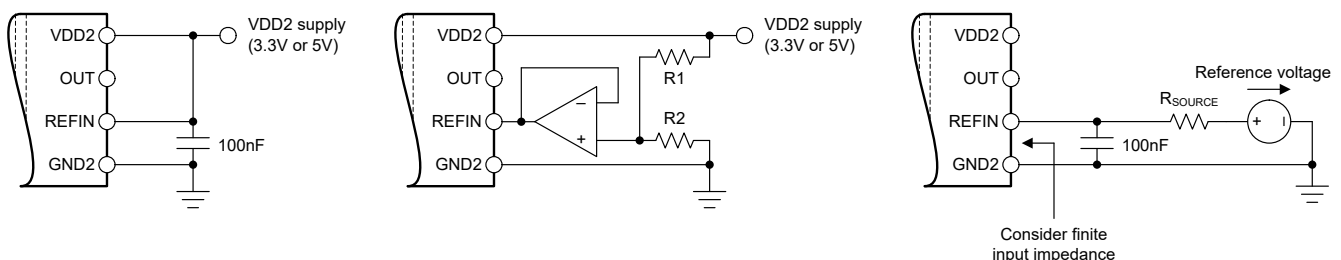 VDD2
VDD2 supply
(3.3V or 5V)
OUT
REFIN
100nF
GND2
VDD2
VDD2 supply
(3.3V or 5V)
R1
OUT
–
REFIN
R2
+
GND2
VDD2
OUT
Reference voltage
RSOURCE
REFIN
+
–
100nF
GND2
Consider finite
input impedance